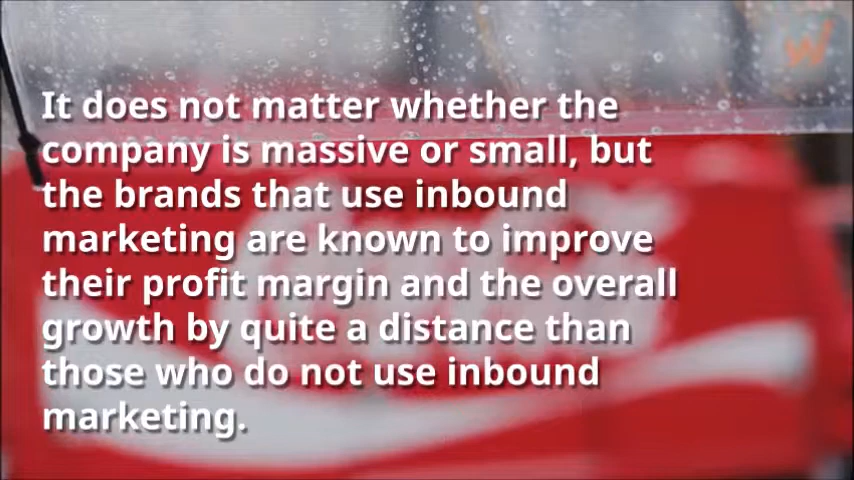 It does not matter whether the
company is massive or small, but
the brands that use inbound
marketing are known to improve
their profit margin and the overall
growth by quite a distance than
those who do not use inbound
marketing.